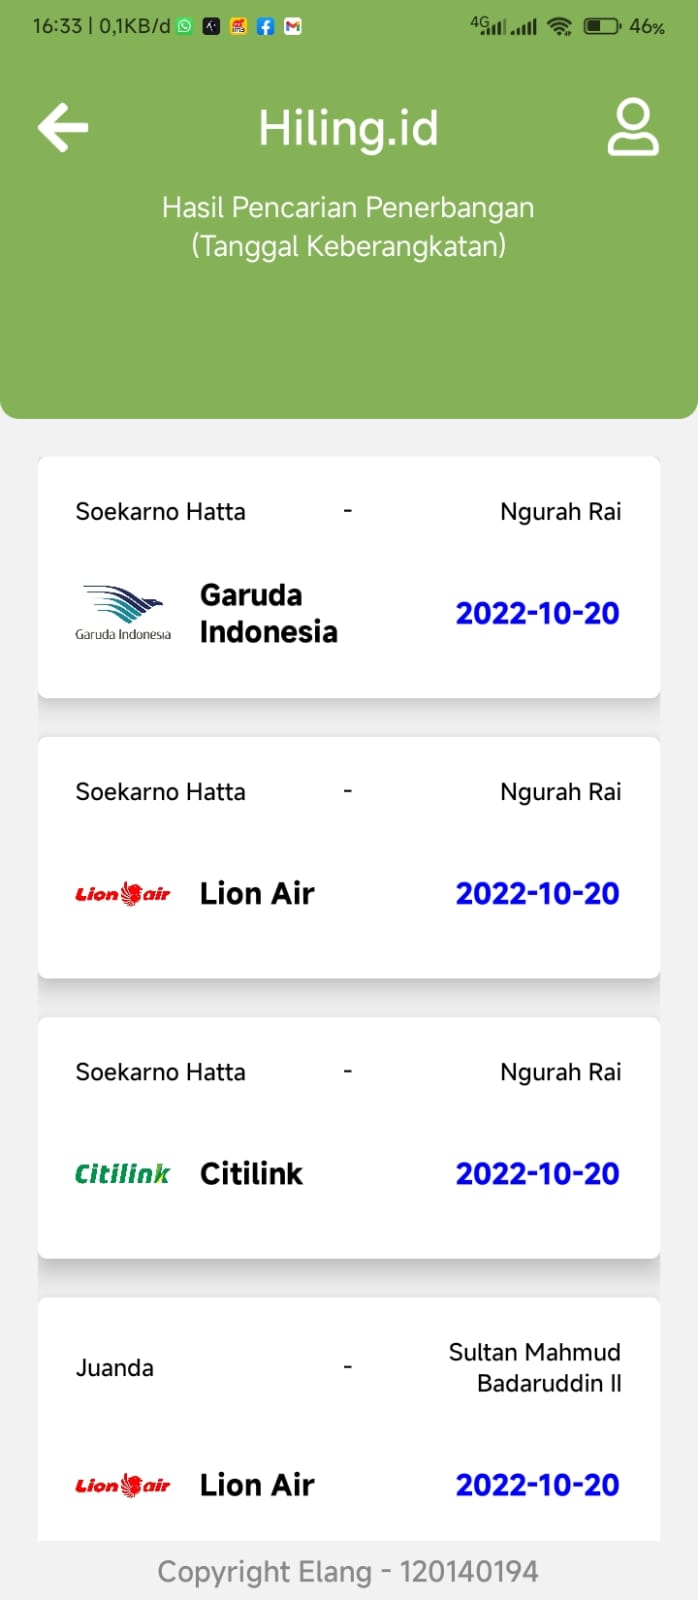 16:33 | 0,1KB/d
4G 46%
Hiling.id
Hasil Pencarian Penerbangan
(Tanggal Keberangkatan)
Soekarno Hatta - Ngurah Rai
Garuda Indonesia
Garuda
Indonesia
2022-10-20
Soekarno Hatta - Ngurah Rai
Lion air Lion Air 2022-10-20
Soekarno Hatta - Ngurah Rai
Citilink Citilink 2022-10-20
Juanda - Sultan Mahmud
Badaruddin II
Lion air Lion Air 2022-10-20
Copyright Elang - 120140194